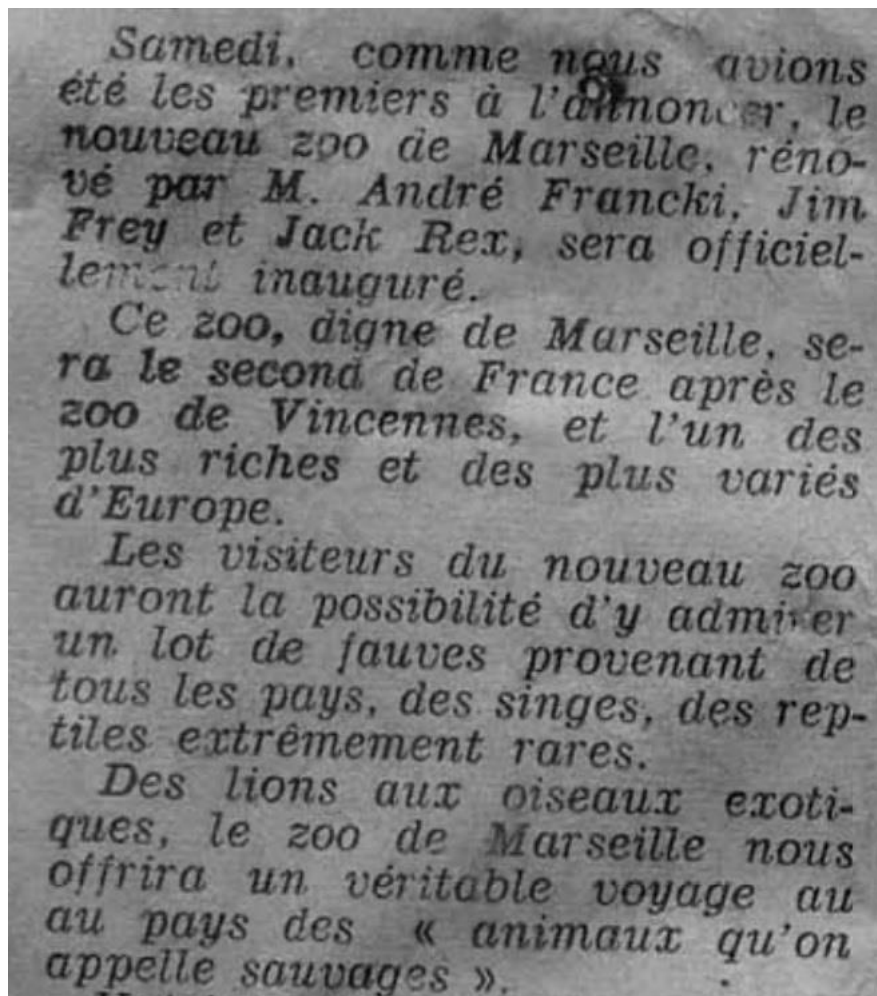 Samedi, comme nous avions
été les premiers à l'annoncer, le
nouveau zoo de Marseille, réno-
vé par M. André Francki, Jim
Frey et Jack Rex, sera officiel-
lement inauguré.
Ce zoo, digne de Marseille, se-
ra le second de France après le
zoo de Vincennes, et l'un des
plus riches et des plus variés
d'Europe.
Les visiteurs du nouveau zoo
auront la possibilité d'y admirer
un lot de fauves provenant de
tous les pays, des singes, des rep-
tiles extrêmement rares.
Des lions aux oiseaux exoti-
ques, le zoo de Marseille nous
offrira un véritable voyage au
au pays des « animaux qu'on
appelle sauvages ».